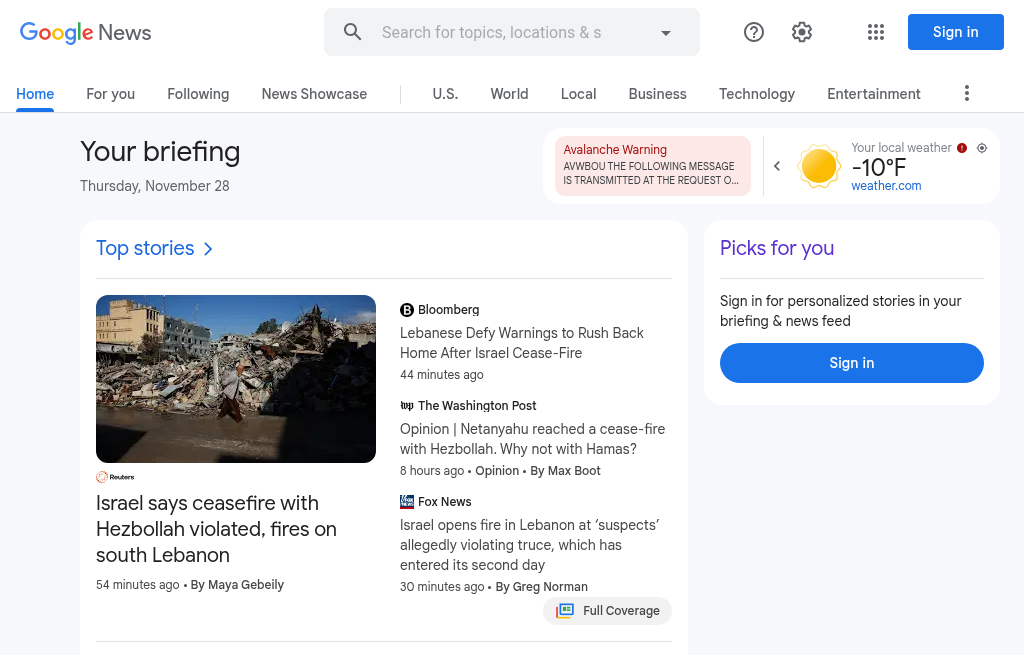 Google News
Search for topics, locations & s
Sign in
Home
For you
Following
News Showcase
U.S.
World
Local
Business
Technology
Entertainment
Your briefing
Thursday, November 28
Avalanche Warning
AVWBOU THE FOLLOWING MESSAGE
IS TRANSMITTED AT THE REQUEST O...
Your local weather
-10°F
weather.com
Top stories
Reuters
Israel says ceasefire with
Hezbollah violated, fires on
south Lebanon
54 minutes ago • By Maya Gebeily
Bloomberg
Lebanese Defy Warnings to Rush Back
Home After Israel Cease-Fire
44 minutes ago
The Washington Post
Opinion | Netanyahu reached a cease-fire
with Hezbollah. Why not with Hamas?
8 hours ago • Opinion • By Max Boot
Fox News
Israel opens fire in Lebanon at ‘suspects’
allegedly violating truce, which has
entered its second day
30 minutes ago • By Greg Norman
Full Coverage
Picks for you
Sign in for personalized stories in your
briefing & news feed
Sign in